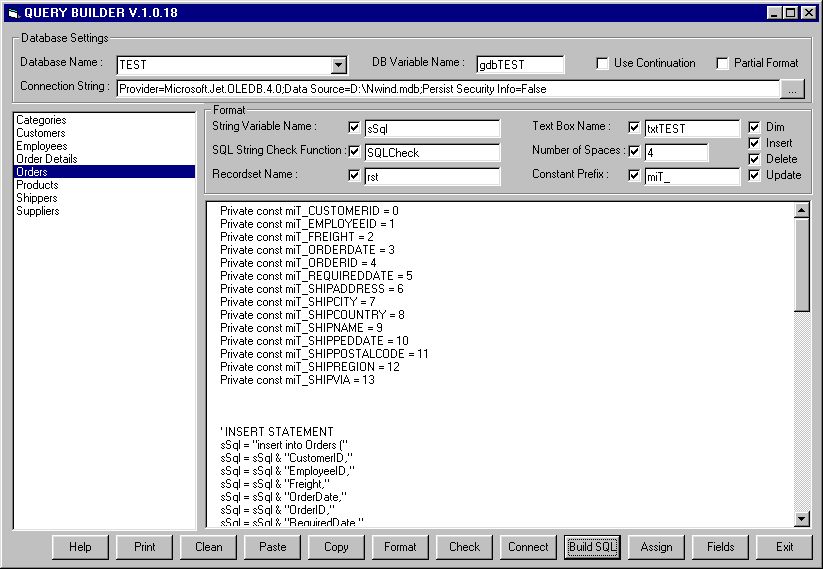 QUERY BUILDER V.1.0.18
Database Settings
Database Name : TEST DB Variable Name : gdbTEST Use Continuation Partial Format
Connection String : Provider=Microsoft.Jet.OLEDB.4.0;Data Source=D:\Nwind.mdb;Persist Security Info=False ...
Categories
Customers
Employees
Order Details
Orders
Products
Shippers
Suppliers
Format
String Variable Name : sSql Text Box Name : txtTEST Dim
Insert
SQL String Check Function : SQLCheck Number of Spaces : 4
Delete
Recordset Name : rst Constant Prefix : miT_ Update
Private const miT_CUSTOMERID = 0
Private const miT_EMPLOYEEID = 1
Private const miT_FREIGHT = 2
Private const miT_ORDERDATE = 3
Private const miT_ORDERID = 4
Private const miT_REQUIREDDATE = 5
Private const miT_SHIPADDRESS = 6
Private const miT_SHIPCITY = 7
Private const miT_SHIPCOUNTRY = 8
Private const miT_SHIPNAME = 9
Private const miT_SHIPPEDDATE = 10
Private const miT_SHIPPOSTALCODE = 11
Private const miT_SHIPREGION = 12
Private const miT_SHIPVIA = 13
' INSERT STATEMENT
sSql = "insert into Orders ("
sSql = sSql & "CustomerID,"
sSql = sSql & "EmployeeID,"
sSql = sSql & "Freight,"
sSql = sSql & "OrderDate,"
sSql = sSql & "OrderID,"
sSql = sSql & "RequiredDate,"
Help Print Clean Paste Copy Format Check Connect Build SQL Assign Fields Exit